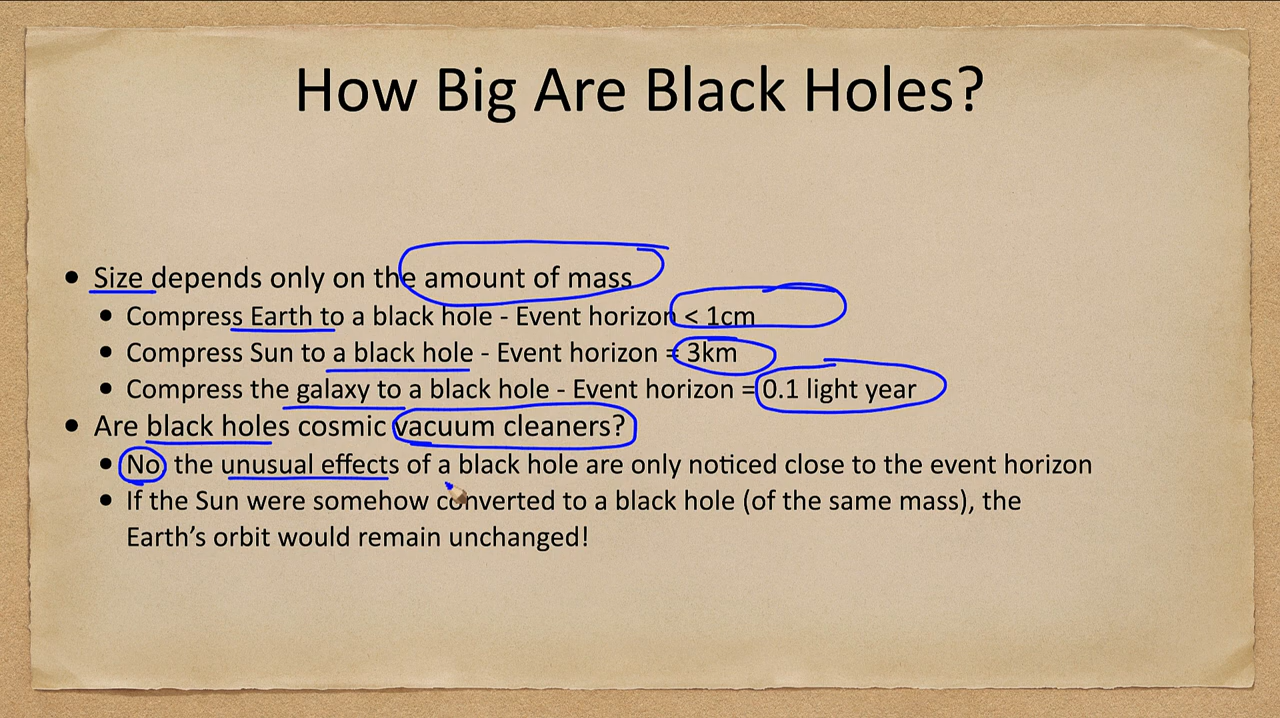 How Big Are Black Holes?
• Size depends only on the amount of mass
• Compress Earth to a black hole - Event horizon < 1cm
• Compress Sun to a black hole - Event horizon = 3km
• Compress the galaxy to a black hole - Event horizon = 0.1 light year
• Are black holes cosmic vacuum cleaners?
• No the unusual effects of a black hole are only noticed close to the event horizon
• If the Sun were somehow converted to a black hole (of the same mass), the
Earth's orbit would remain unchanged!